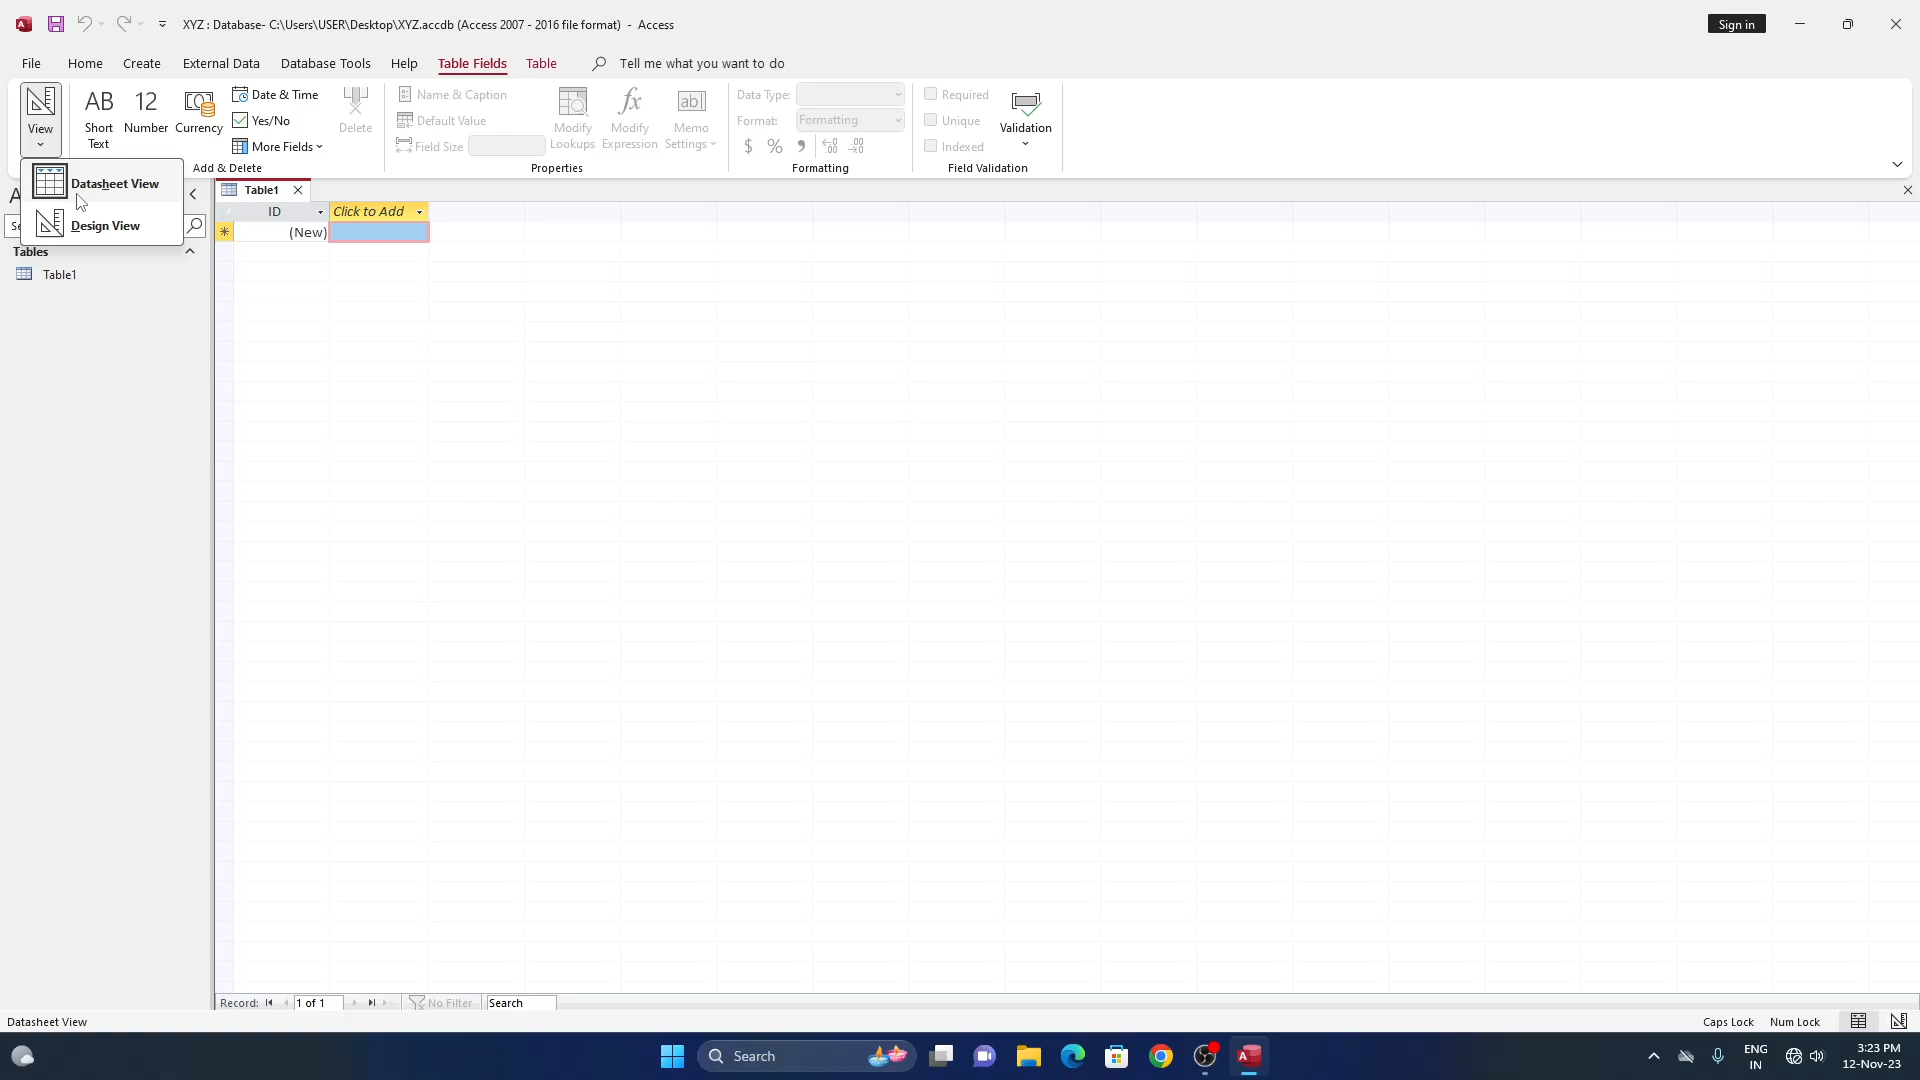 XYZ : Database- C:\Users\USER\Desktop\XYZ.accdb (Access 2007 - 2016 file format) - Access
Sign in
File Home Create External Data Database Tools Help Table Fields Table Tell me what you want to do
View
AB Short Text
12 Number
Currency
Date & Time
Yes/No
More Fields
Delete
Add & Delete
Name & Caption
Default Value
Field Size
Modify Lookups
fx Modify Expression
ab Memo Settings
Properties
Data Type:
Format: Formatting
$ % 9
Formatting
Required
Unique
Indexed
Validation
Field Validation
Datasheet View
Design View
Tables
Table1
Table1
ID Click to Add
(New)
Record: 1 of 1 No Filter Search
Datasheet View
Caps Lock Num Lock
Search
ENG
IN
3:23 PM
12-Nov-23